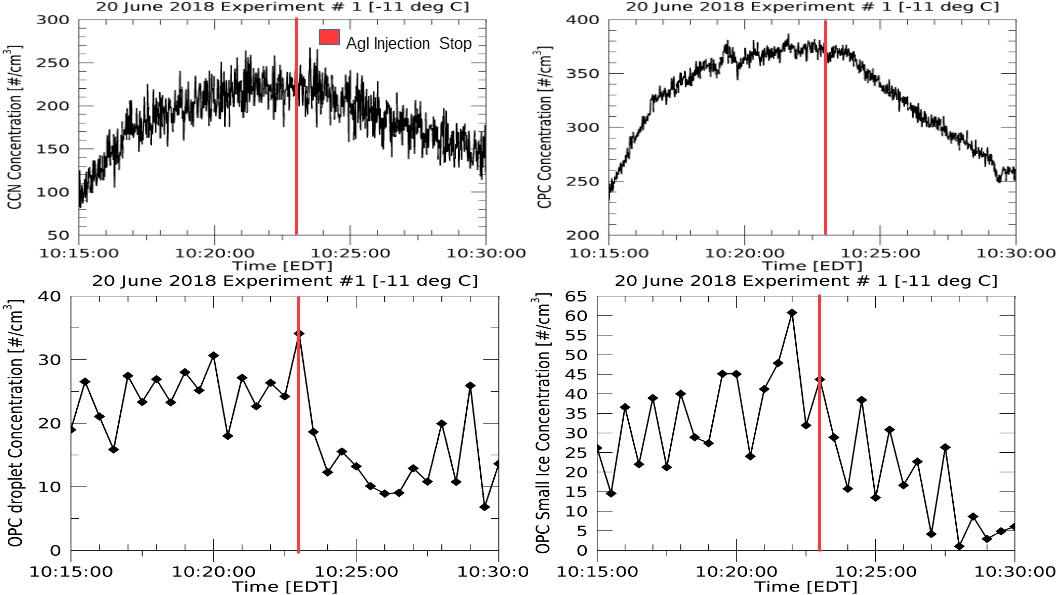 20 June 2018 Experiment # 1 [-11 deg C]
CCN Concentration [#/cm³]
300
250
200
150
100
50
AgI Injection Stop
10:15:00 10:20:00 10:25:00 10:30:00
Time [EDT]
20 June 2018 Experiment # 1 [-11 deg C]
CPC Concentration [#/cm³]
400
350
300
250
200
10:15:00 10:20:00 10:25:00 10:30:00
Time [EDT]
20 June 2018 Experiment #1 [-11 deg C]
OPC droplet Concentration [#/cm³]
40
30
20
10
0
10:15:00 10:20:00 10:25:00 10:30:00
Time [EDT]
20 June 2018 Experiment # 1 [-11 deg C]
OPC Small Ice Concentration [#/cm³]
65
60
55
50
45
40
35
30
25
20
15
10
5
0
10:15:00 10:20:00 10:25:00 10:30:00
Time [EDT]